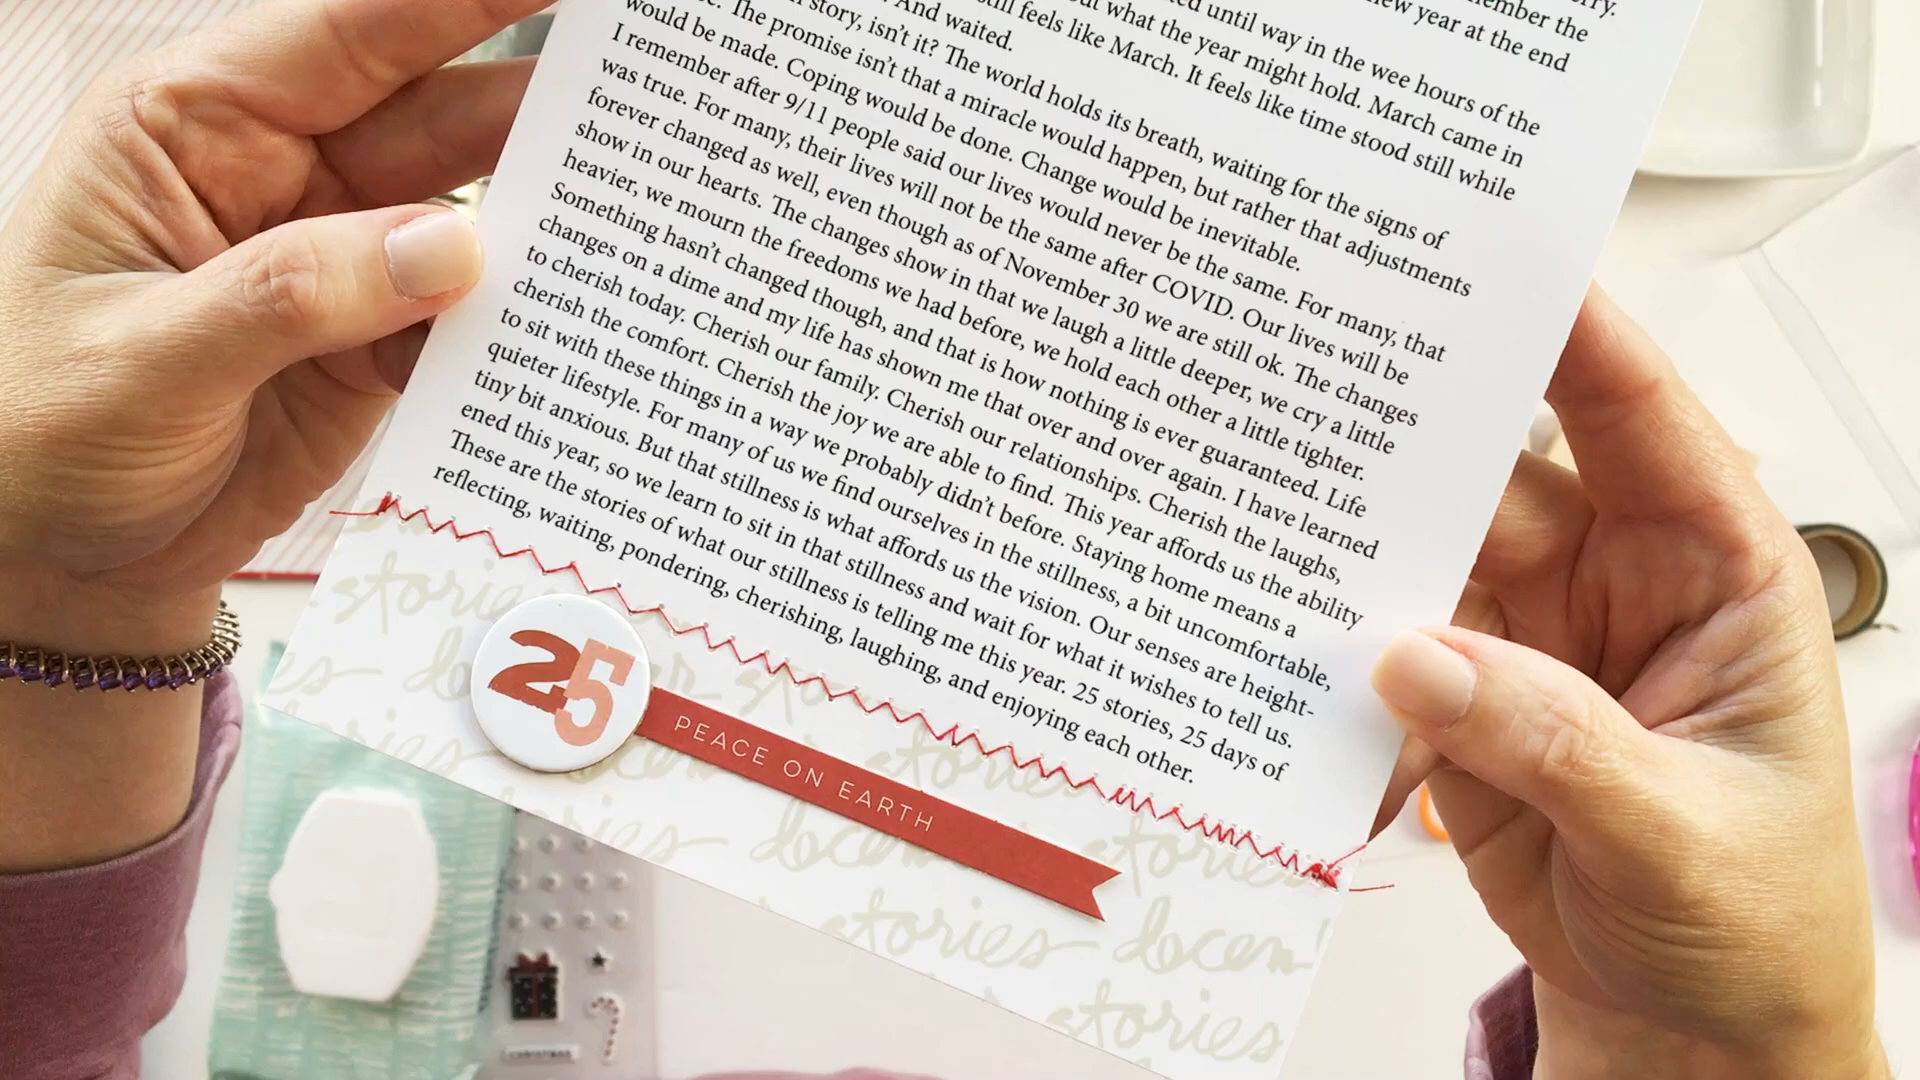 the
new year at the end
until way in the wee hours of the
what the year might hold. March came in
feels like March. It feels like time stood still while
And waited.
story, isn't it? The world holds its breath, waiting for the signs of
The promise isn't that a miracle would happen, but rather that adjustments
would be made. Coping would be done. Change would be inevitable.
I remember after 9/11 people said our lives would never be the same. For many, that
was true. For many, their lives will not be the same after COVID. Our lives will be
forever changed as well, even though as of November 30 we are still ok. The changes
show in our hearts. The changes show in that we laugh a little deeper, we cry a little
heavier, we mourn the freedoms we had before, we hold each other a little tighter.
Something hasn't changed though, and that is how nothing is ever guaranteed. Life
changes on a dime and my life has shown me that over and over again. I have learned
to cherish today. Cherish our family. Cherish our relationships. Cherish the laughs,
cherish the comfort. Cherish the joy we are able to find. This year affords us the ability
to sit with these things in a way we probably didn't before. Staying home means a
quieter lifestyle. For many of us we find ourselves in the stillness, a bit uncomfortable,
tiny bit anxious. But that stillness is what affords us the vision. Our senses are height-
ened this year, so we learn to sit in that stillness and wait for what it wishes to tell us.
These are the stories of what our stillness is telling me this year. 25 stories, 25 days of
reflecting, waiting, pondering, cherishing, laughing, and enjoying each other.
25
PEACE ON EARTH
stories
stories
stories
CHRISTMAS